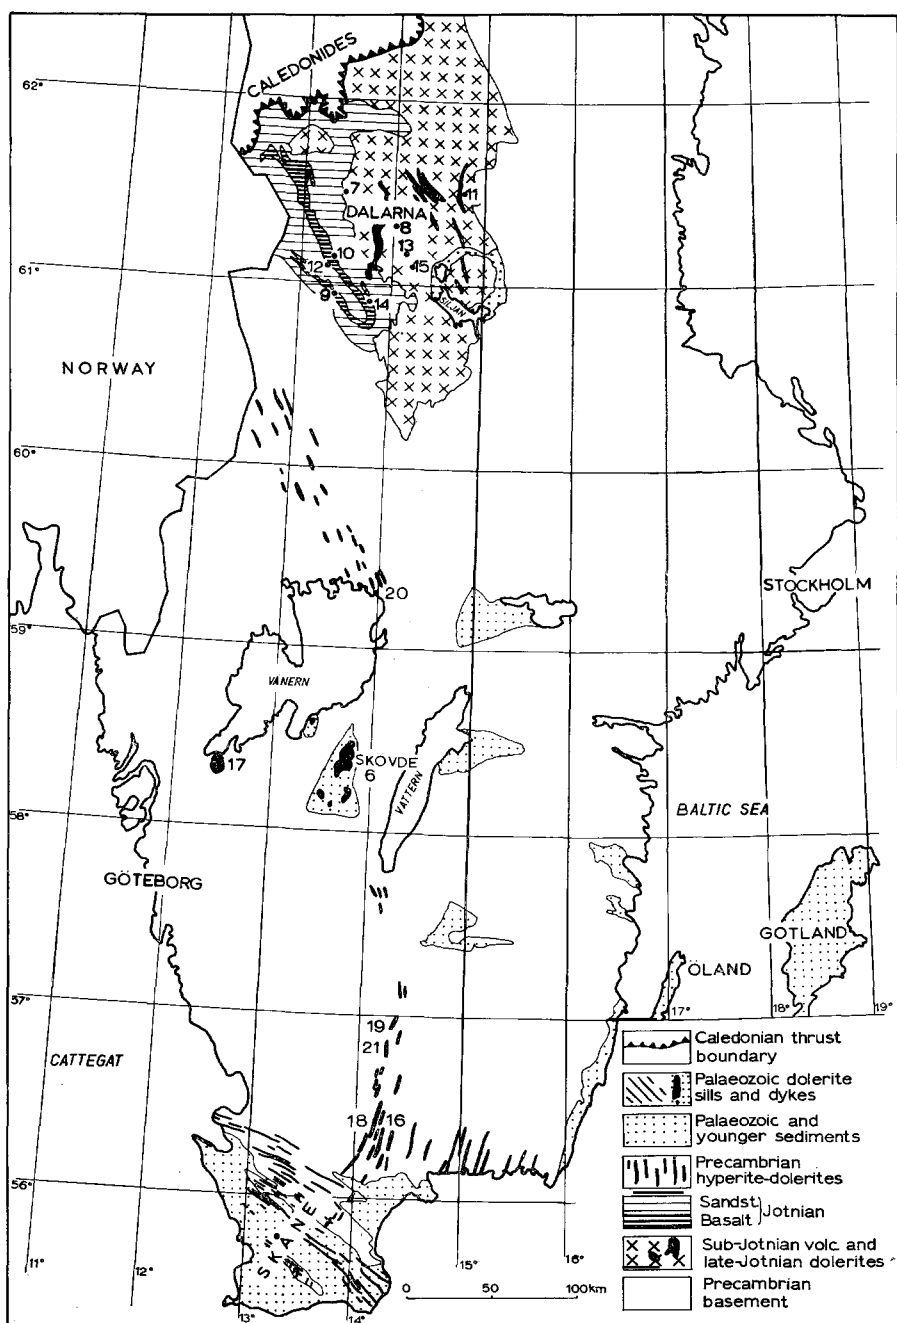 CALEDONIDES
62°
7
11
DALARNA
8
13
10
12
15
61°
9
14
SILJAN
NORWAY
60°
20
STOCKHOLM
59°
VÄNERN
17
SKÖVDE
6
VÄTTERN
58°
BALTIC SEA
GÖTEBORG
GOTLAND
ÖLAND
57°
17°
18°
19°
19
21
CATTEGAT
18
16
56°
SKÅNE
11°
12°
13°
14°
15°
16°
0
50
100km
Caledonian thrust
boundary
Palaeozoic dolerite
sills and dykes
Palaeozoic and
younger sediments
Precambrian
hyperite-dolerites
Sandst.
Basalt
Jotnian
Sub-Jotnian volc. and
late-Jotnian dolerites
Precambrian
basement